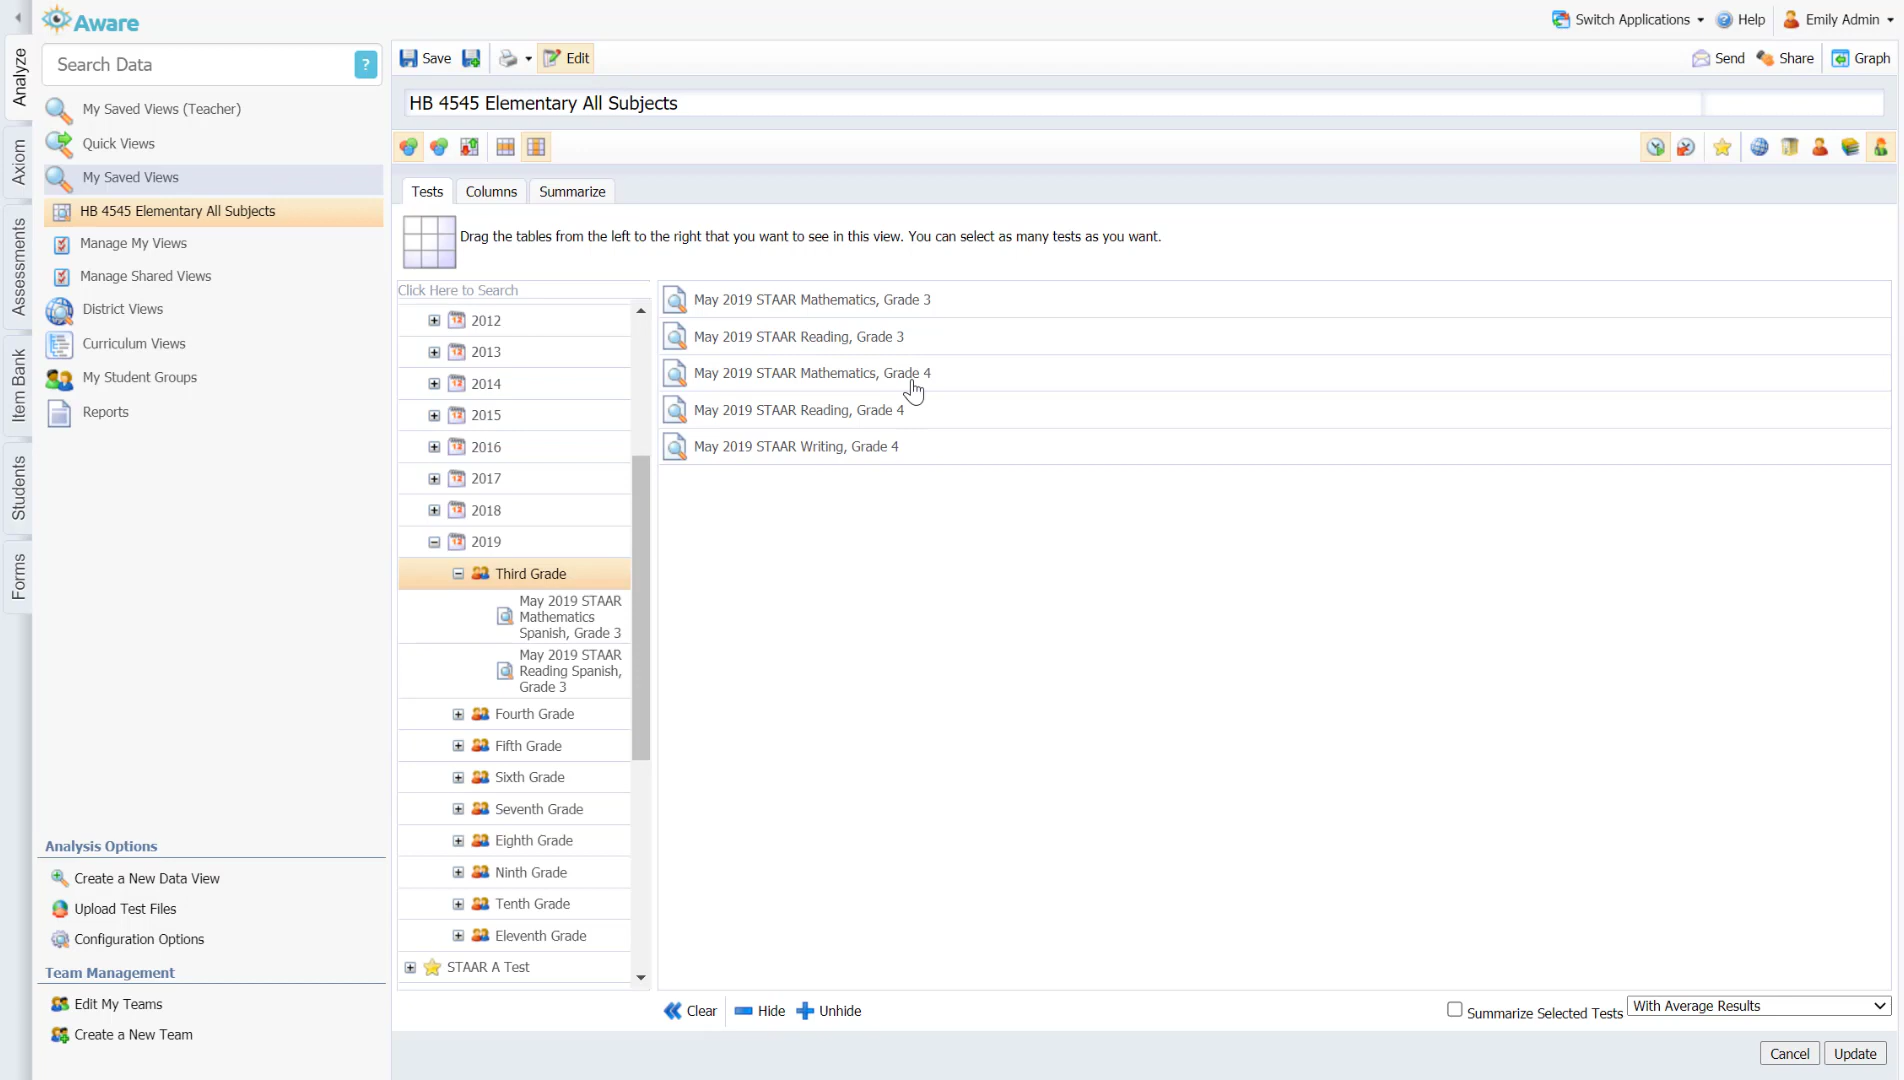 Aware
Switch Applications
Help
Emily Admin
Analyze
Axiom
Assessments
Item Bank
Students
Forms
Search Data
?
My Saved Views (Teacher)
Quick Views
My Saved Views
HB 4545 Elementary All Subjects
Manage My Views
Manage Shared Views
District Views
Curriculum Views
My Student Groups
Reports
Analysis Options
Create a New Data View
Upload Test Files
Configuration Options
Team Management
Edit My Teams
Create a New Team
Save
Edit
Send
Share
Graph
HB 4545 Elementary All Subjects
Tests
Columns
Summarize
Drag the tables from the left to the right that you want to see in this view. You can select as many tests as you want.
Click Here to Search
12 2012
12 2013
12 2014
12 2015
12 2016
12 2017
12 2018
12 2019
Third Grade
May 2019 STAAR
Mathematics
Spanish, Grade 3
May 2019 STAAR
Reading Spanish,
Grade 3
Fourth Grade
Fifth Grade
Sixth Grade
Seventh Grade
Eighth Grade
Ninth Grade
Tenth Grade
Eleventh Grade
STAAR A Test
May 2019 STAAR Mathematics, Grade 3
May 2019 STAAR Reading, Grade 3
May 2019 STAAR Mathematics, Grade 4
May 2019 STAAR Reading, Grade 4
May 2019 STAAR Writing, Grade 4
Clear
Hide
Unhide
Summarize Selected Tests
With Average Results
Cancel
Update